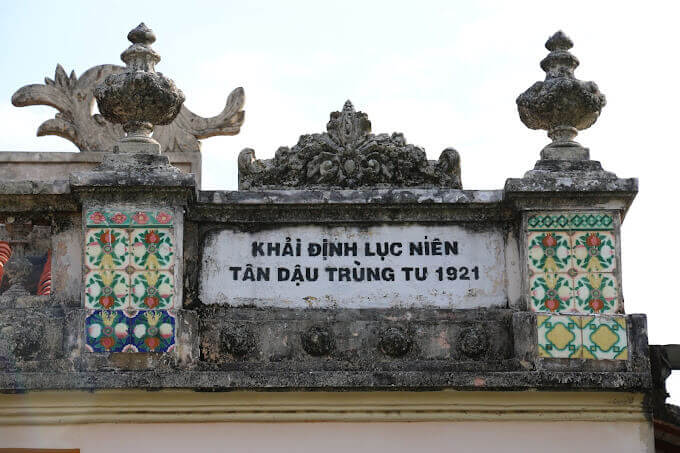 KHẢI ĐỊNH LỤC NIÊN
TÂN DẬU TRÙNG TU 1921